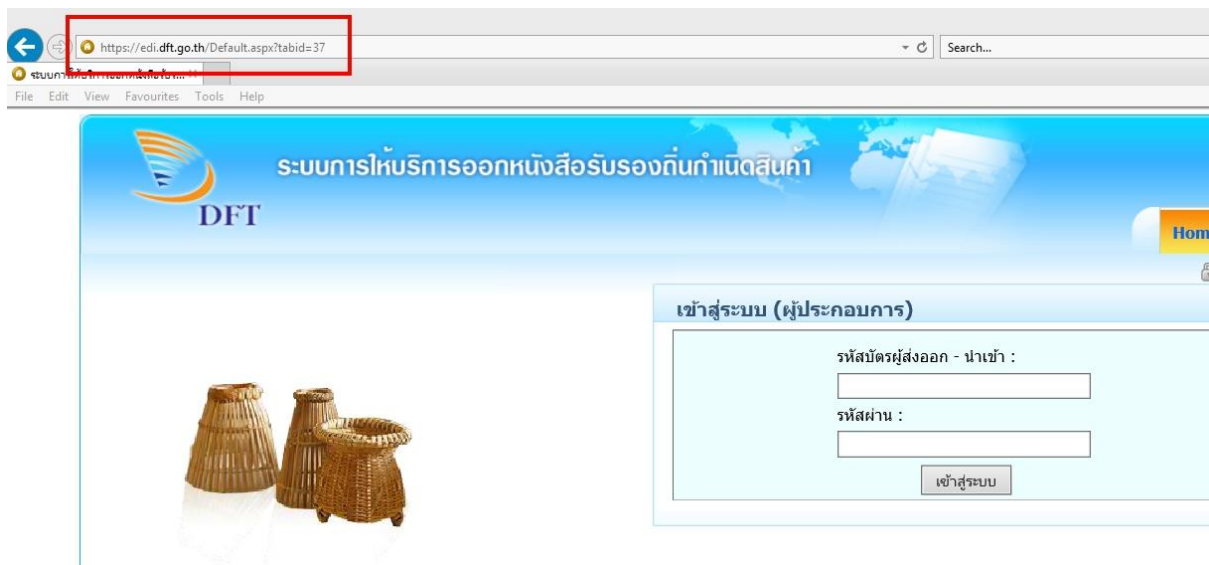 https://edi.dft.go.th/Default.aspx?tabid=37
Search...
File Edit View Favourites Tools Help
ระบบการให้บริการออกหนังสือรับรองถิ่นกำเนิดสินค้า
DFT
Hom
เข้าสู่ระบบ (ผู้ประกอบการ)
รหัสบัตรผู้ส่งออก - นำเข้า :
รหัสผ่าน :
เข้าสู่ระบบ